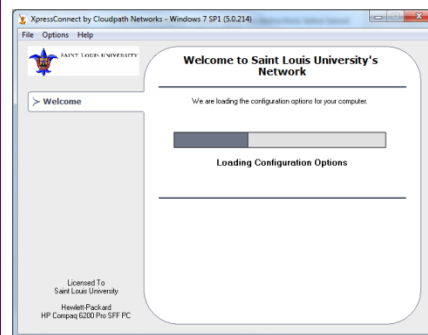 XpressConnect by Cloudpath Networks - Windows 7 SP1 (5.0.214)
File Options Help
SAINT LOUIS UNIVERSITY
Welcome to Saint Louis University's
Network
> Welcome
We are loading the configuration options for your computer.
Loading Configuration Options
Licensed To
Saint Louis University
Hewlett-Packard
HP Compaq 6200 Pro SFF PC